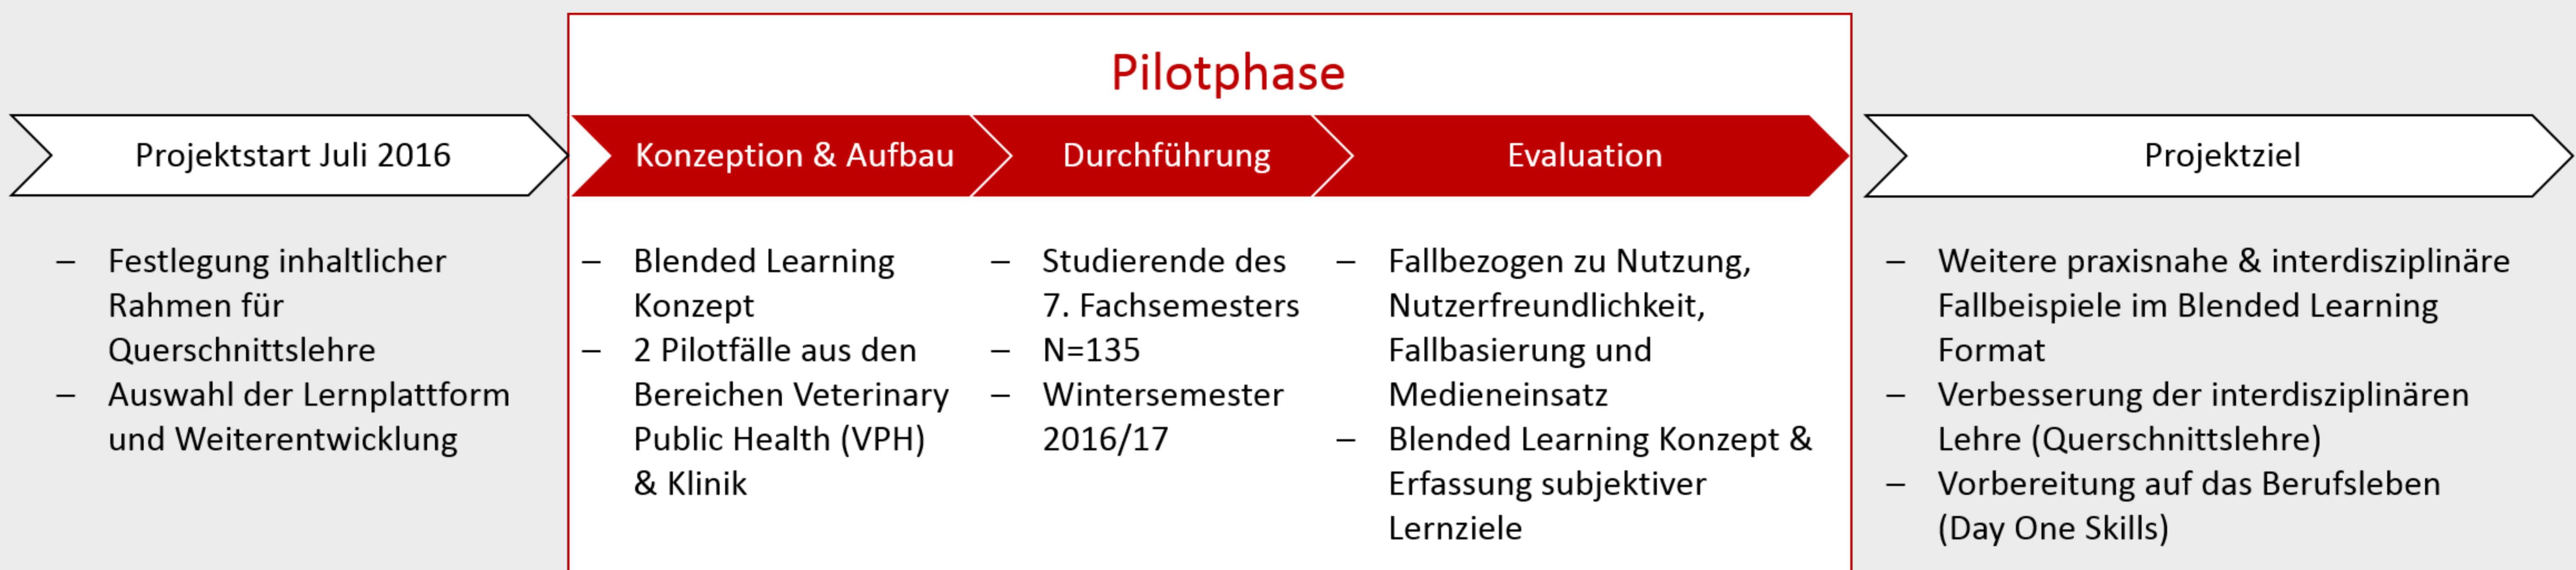 Pilotphase
Projektstart Juli 2016
– Festlegung inhaltlicher
Rahmen für
Querschnittslehre
– Auswahl der Lernplattform
und Weiterentwicklung
Konzeption & Aufbau
– Blended Learning
Konzept
– 2 Pilotfälle aus den
Bereichen Veterinary
Public Health (VPH)
& Klinik
Durchführung
– Studierende des
7. Fachsemesters
– N=135
– Wintersemester
2016/17
Evaluation
– Fallbezogen zu Nutzung,
Nutzerfreundlichkeit,
Fallbasierung und
Medieneinsatz
– Blended Learning Konzept &
Erfassung subjektiver
Lernziele
Projektziel
– Weitere praxisnahe & interdisziplinäre
Fallbeispiele im Blended Learning
Format
– Verbesserung der interdisziplinären
Lehre (Querschnittslehre)
– Vorbereitung auf das Berufsleben
(Day One Skills)